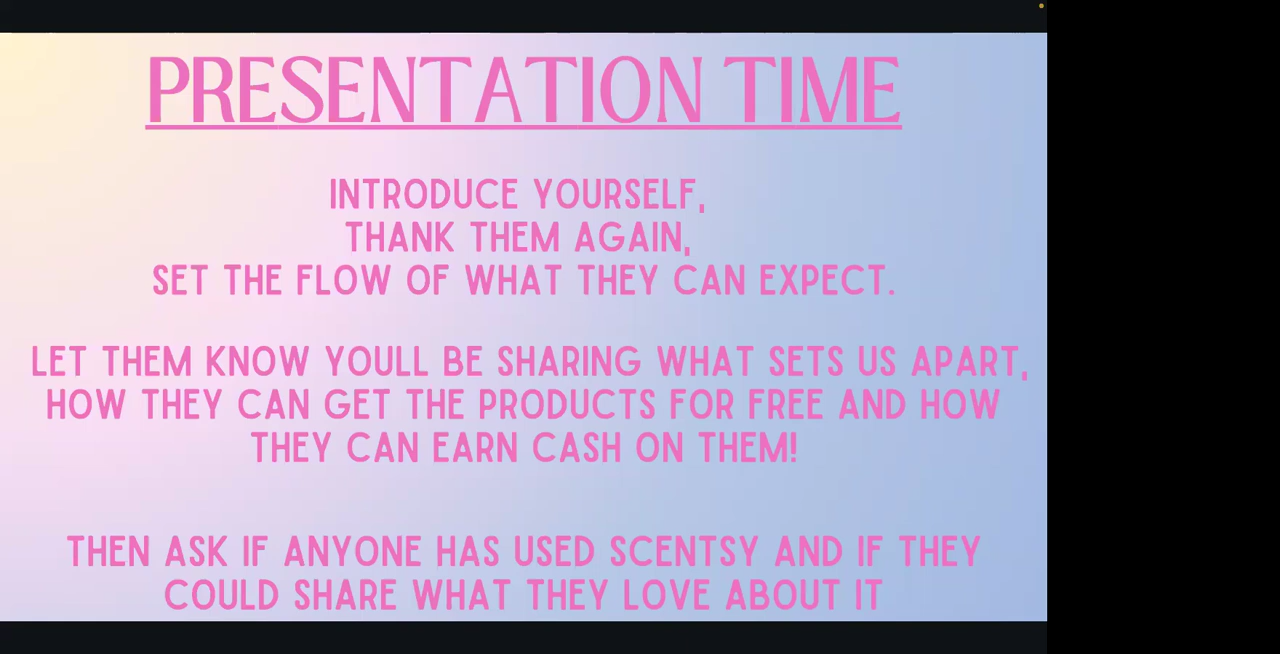 PRESENTATION TIME
INTRODUCE YOURSELF,
THANK THEM AGAIN,
SET THE FLOW OF WHAT THEY CAN EXPECT.
LET THEM KNOW YOULL BE SHARING WHAT SETS US APART,
HOW THEY CAN GET THE PRODUCTS FOR FREE AND HOW
THEY CAN EARN CASH ON THEM!
THEN ASK IF ANYONE HAS USED SCENTSY AND IF THEY
COULD SHARE WHAT THEY LOVE ABOUT IT